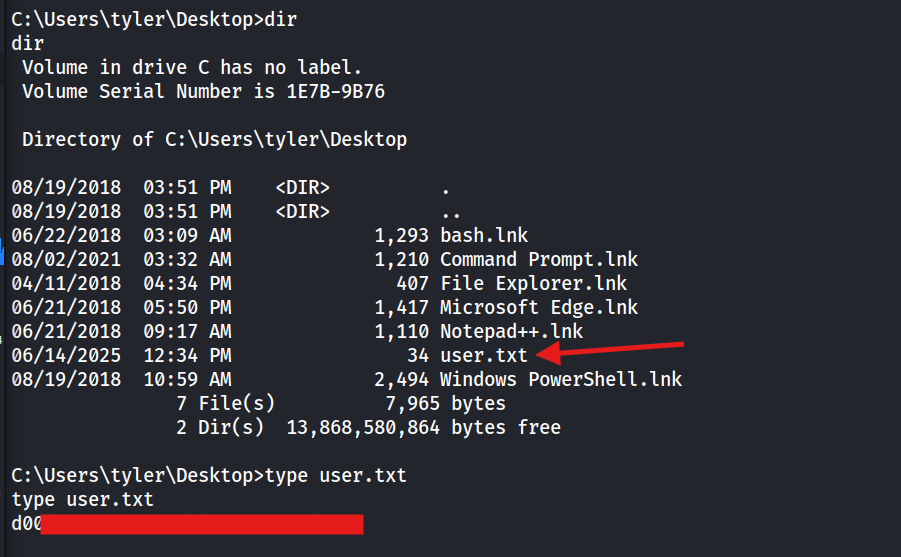 C:\Users\tyler\Desktop>dir
dir
 Volume in drive C has no label.
 Volume Serial Number is 1E7B-9B76

 Directory of C:\Users\tyler\Desktop

08/19/2018  03:51 PM    <DIR>          .
08/19/2018  03:51 PM    <DIR>          ..
06/22/2018  03:09 AM             1,293 bash.lnk
08/02/2021  03:32 AM             1,210 Command Prompt.lnk
04/11/2018  04:34 PM               407 File Explorer.lnk
06/21/2018  05:50 PM             1,417 Microsoft Edge.lnk
06/21/2018  09:17 AM             1,110 Notepad++.lnk
06/14/2025  12:34 PM                34 user.txt
08/19/2018  10:59 AM             2,494 Windows PowerShell.lnk
               7 File(s)          7,965 bytes
               2 Dir(s)  13,868,580,864 bytes free

C:\Users\tyler\Desktop>type user.txt
type user.txt
d00